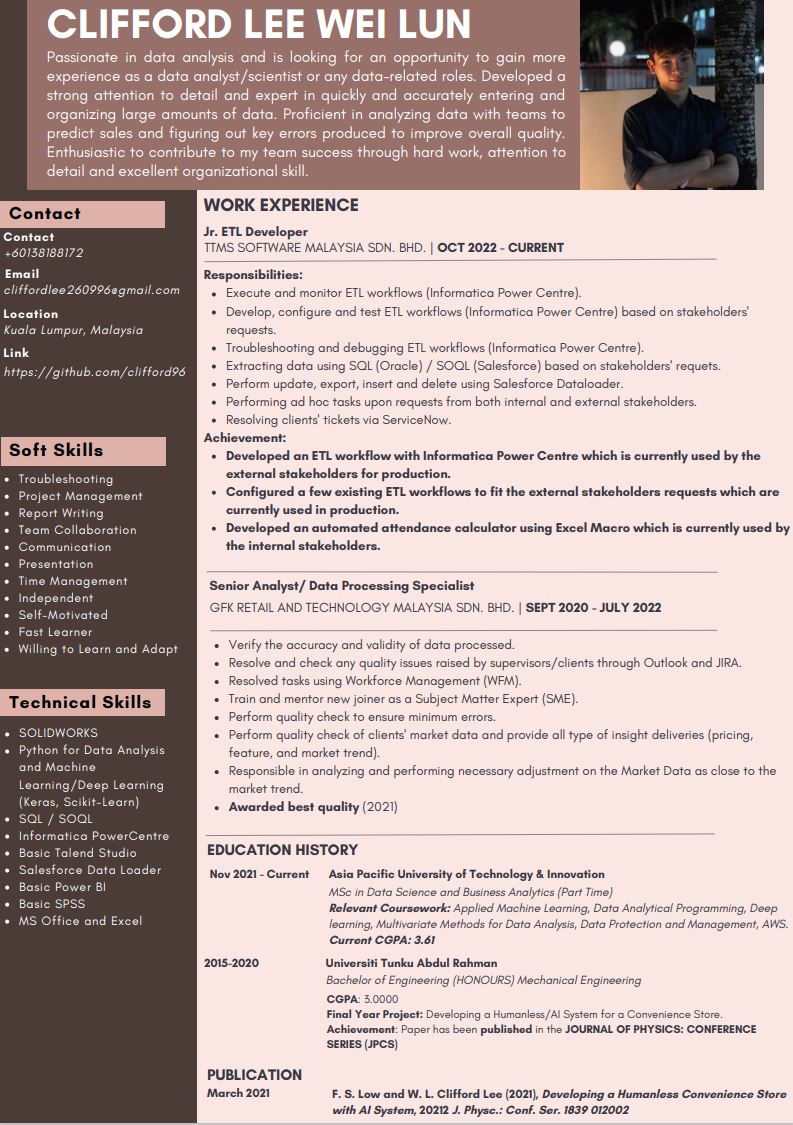 CLIFFORD LEE WEI LUN
Passionate in data analysis and is looking for an opportunity to gain more
experience as a data analyst/scientist or any data-related roles. Developed a
strong attention to detail and expert in quickly and accurately entering and
organizing large amounts of data. Proficient in analyzing data with teams to
predict sales and figuring out key errors produced to improve overall quality.
Enthusiastic to contribute to my team success through hard work, attention to
detail and excellent organizational skill.
Contact
Contact
+60138188172
Email
cliffordlee260996@gmail.com
Location
Kuala Lumpur, Malaysia
Link
https://github.com/clifford96
Soft Skills
• Troubleshooting
• Project Management
• Report Writing
• Team Collaboration
• Communication
• Presentation
• Time Management
• Independent
• Self-Motivated
• Fast Learner
• Willing to Learn and Adapt
Technical Skills
• SOLIDWORKS
• Python for Data Analysis
and Machine
Learning/Deep Learning
(Keras, Scikit-Learn)
• SQL / SOQL
• Informatica PowerCentre
• Basic Talend Studio
• Salesforce Data Loader
• Basic Power BI
• Basic SPSS
• MS Office and Excel
WORK EXPERIENCE
Jr. ETL Developer
TTMS SOFTWARE MALAYSIA SDN. BHD. | OCT 2022 - CURRENT
Responsibilities:
• Execute and monitor ETL workflows (Informatica Power Centre).
• Develop, configure and test ETL workflows (Informatica Power Centre) based on stakeholders'
requests.
• Troubleshooting and debugging ETL workflows (Informatica Power Centre).
• Extracting data using SQL (Oracle) / SOQL (Salesforce) based on stakeholders' requets.
• Perform update, export, insert and delete using Salesforce Dataloader.
• Performing ad hoc tasks upon requests from both internal and external stakeholders.
• Resolving clients' tickets via ServiceNow.
Achievement:
• Developed an ETL workflow with Informatica Power Centre which is currently used by the
external stakeholders for production.
• Configured a few existing ETL workflows to fit the external stakeholders requests which are
currently used in production.
• Developed an automated attendance calculator using Excel Macro which is currently used by
the internal stakeholders.
Senior Analyst/ Data Processing Specialist
GFK RETAIL AND TECHNOLOGY MALAYSIA SDN. BHD. | SEPT 2020 - JULY 2022
• Verify the accuracy and validity of data processed.
• Resolve and check any quality issues raised by supervisors/clients through Outlook and JIRA.
• Resolved tasks using Workforce Management (WFM).
• Train and mentor new joiner as a Subject Matter Expert (SME).
• Perform quality check to ensure minimum errors.
• Perform quality check of clients' market data and provide all type of insight deliveries (pricing,
feature, and market trend).
• Responsible in analyzing and performing necessary adjustment on the Market Data as close to the
market trend.
• Awarded best quality (2021)
EDUCATION HISTORY
Nov 2021 - Current Asia Pacific University of Technology & Innovation
MSc in Data Science and Business Analytics (Part Time)
Relevant Coursework: Applied Machine Learning, Data Analytical Programming, Deep
learning, Multivariate Methods for Data Analysis, Data Protection and Management, AWS.
Current CGPA: 3.61
2015-2020 Universiti Tunku Abdul Rahman
Bachelor of Engineering (HONOURS) Mechanical Engineering
CGPA: 3.0000
Final Year Project: Developing a Humanless/AI System for a Convenience Store.
Achievement: Paper has been published in the JOURNAL OF PHYSICS: CONFERENCE
SERIES (JPCS)
PUBLICATION
March 2021 F. S. Low and W. L. Clifford Lee (2021), Developing a Humanless Convenience Store
with AI System, 20212 J. Physc.: Conf. Ser. 1839 012002